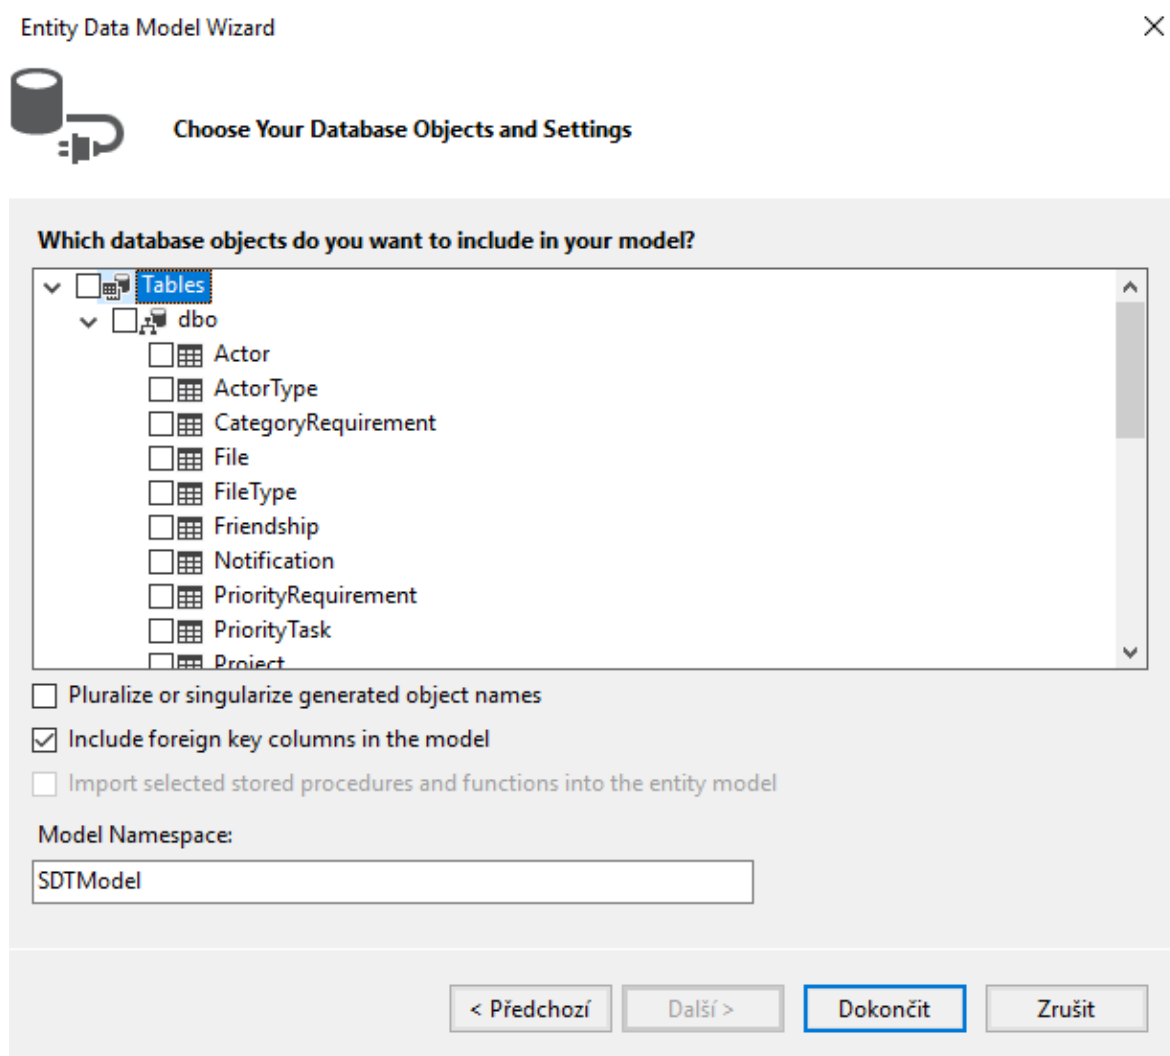 Entity Data Model Wizard
Choose Your Database Objects and Settings
Which database objects do you want to include in your model?
Tables
dbo
Actor
ActorType
CategoryRequirement
File
FileType
Friendship
Notification
PriorityRequirement
PriorityTask
Project
Pluralize or singularize generated object names
Include foreign key columns in the model
Import selected stored procedures and functions into the entity model
Model Namespace:
SDTModel
< Předchozí
Další >
Dokončit
Zrušit